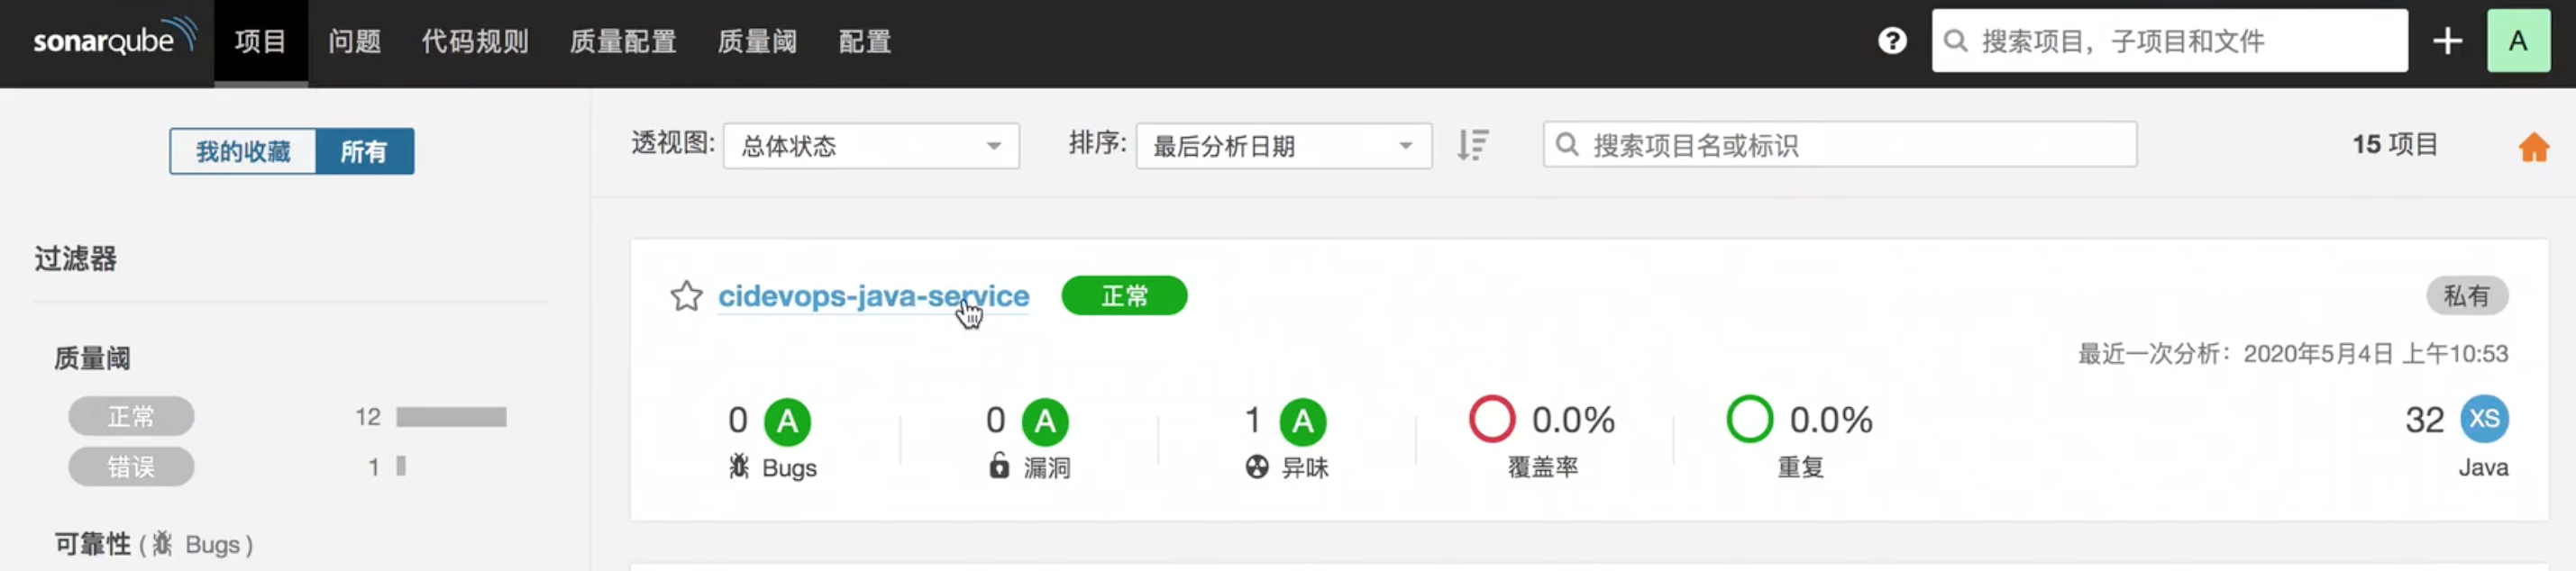 sonarqube 项目 问题 代码规则 质量配置 质量阈 配置 ? 搜索项目，子项目和文件 + A
我的收藏 所有 透视图: 总体状态 排序: 最后分析日期 搜索项目名或标识 15 项目
过滤器
cidevops-java-service 正常 私有
质量阈
最近一次分析：2020年5月4日 上午10:53
正常 12
错误 1
0 A 0 A 1 A 0.0% 0.0% 32 XS
Bugs 漏洞 异味 覆盖率 重复 Java
可靠性 ( Bugs )